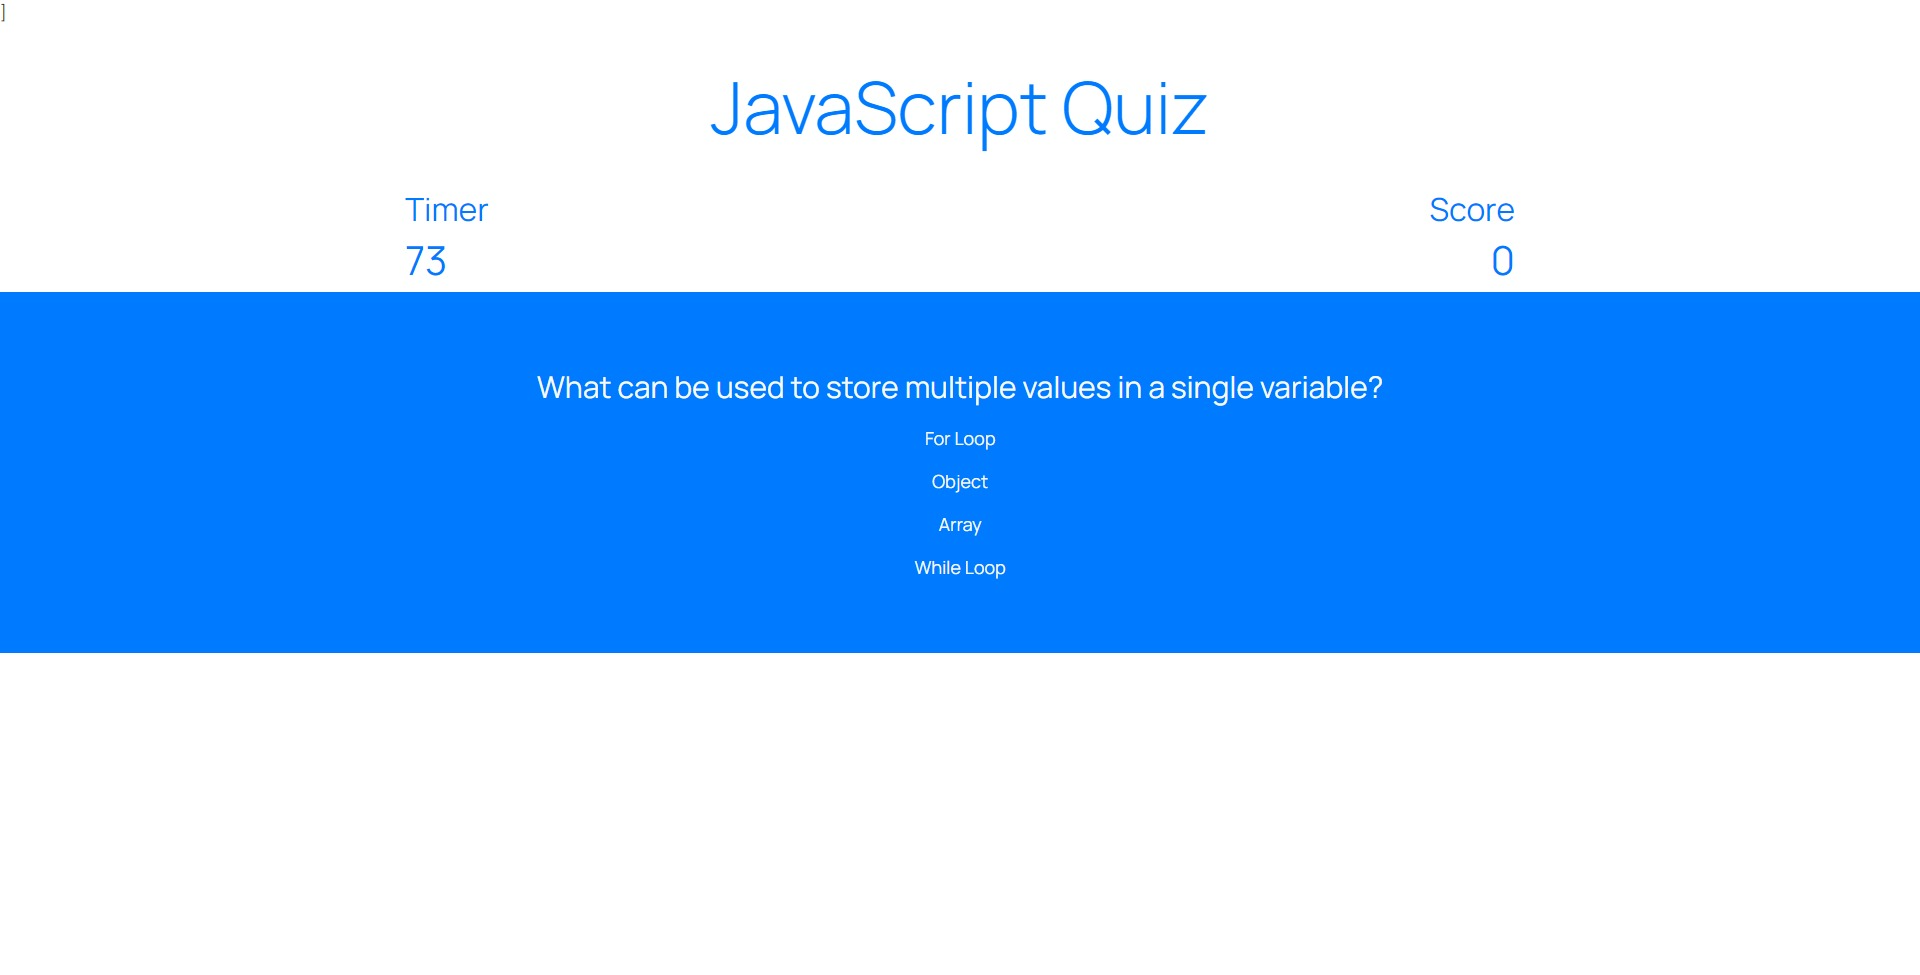 ]
JavaScript Quiz
Timer
Score
73
0
What can be used to store multiple values in a single variable?
For Loop
Object
Array
While Loop